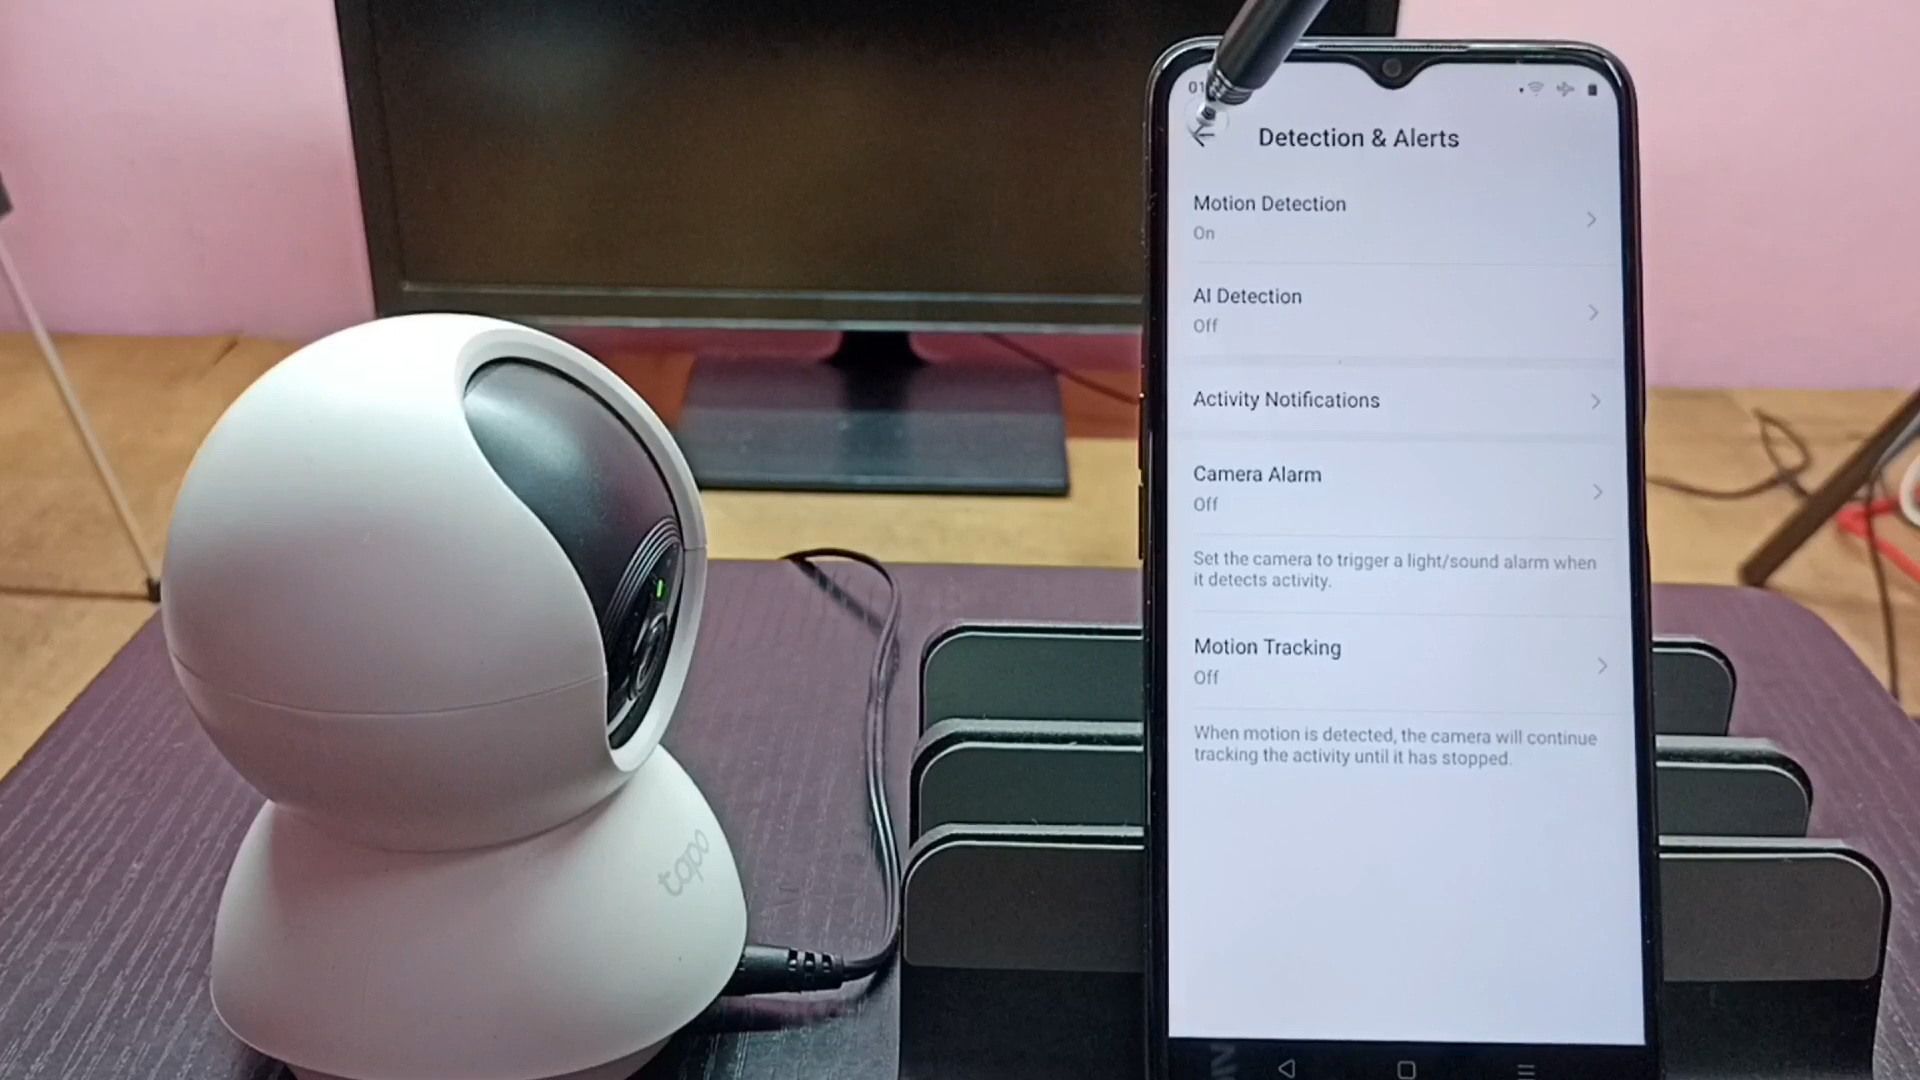 01
Detection & Alerts
Motion Detection
On
AI Detection
Off
Activity Notifications
Camera Alarm
Off
Set the camera to trigger a light/sound alarm when
it detects activity.
Motion Tracking
Off
When motion is detected, the camera will continue
tracking the activity until it has stopped.
tapo